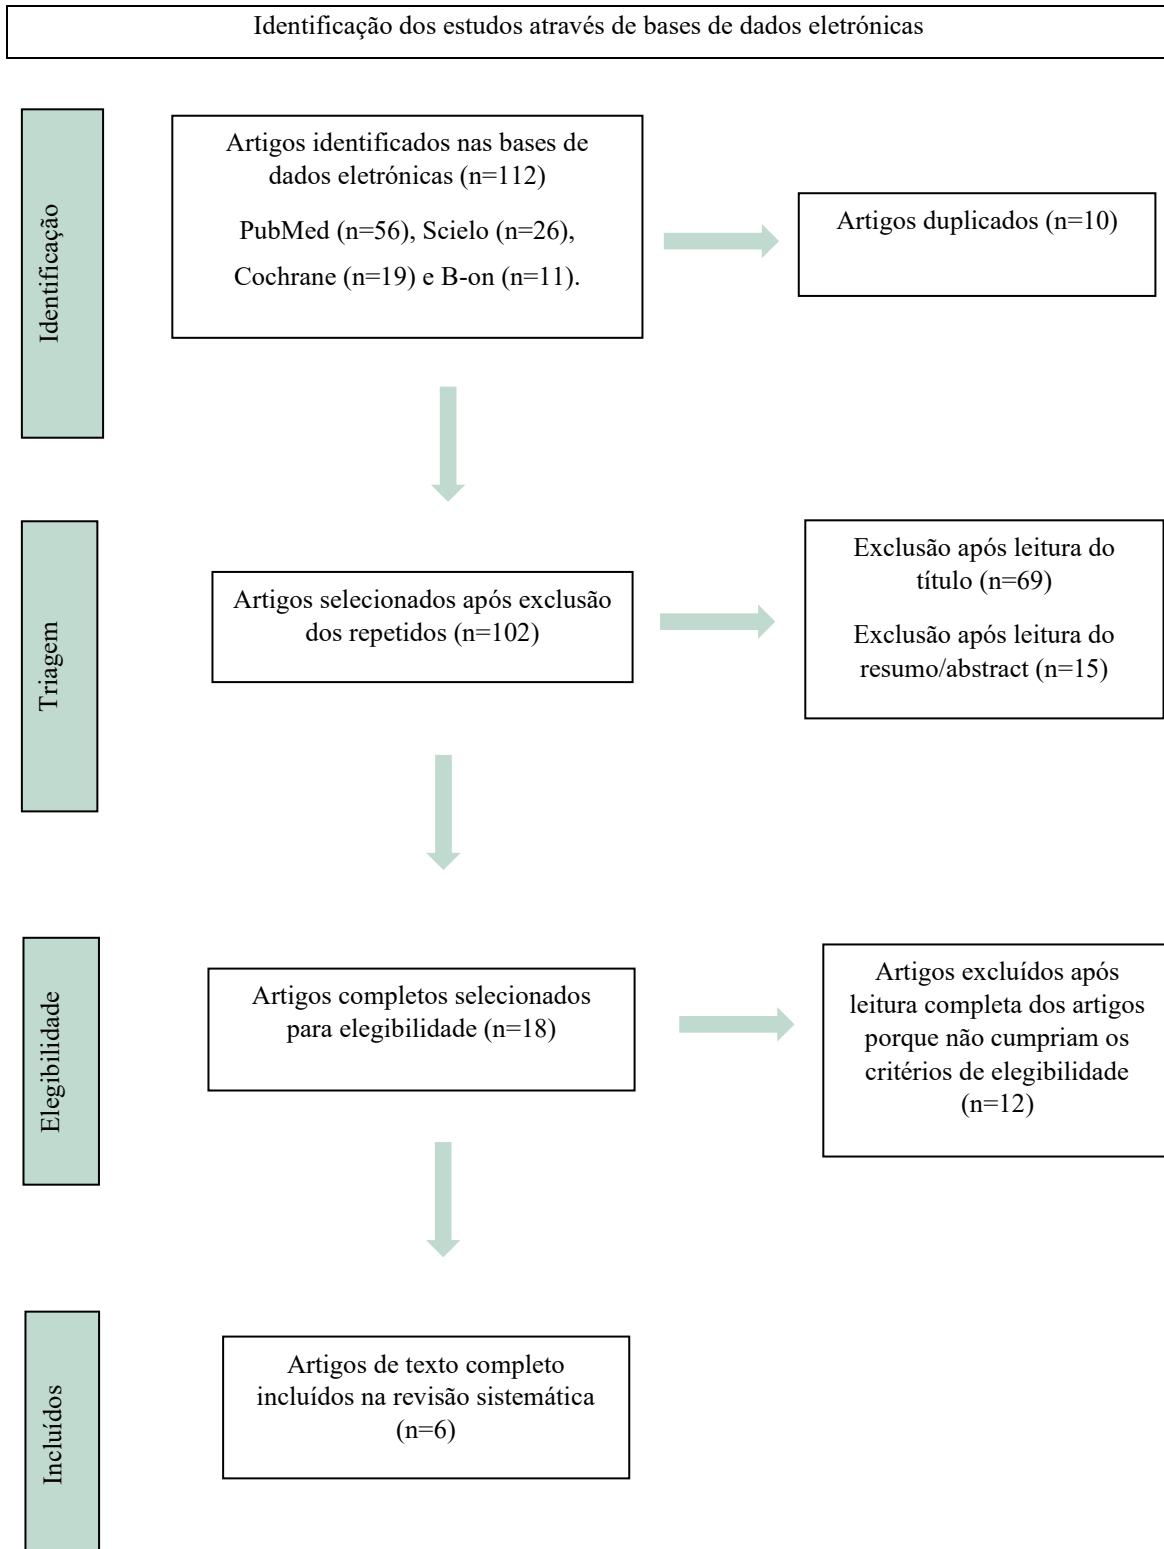 Identificação dos estudos através de bases de dados eletrónicas
Identificação
Artigos identificados nas bases de
dados eletrónicas (n=112)
PubMed (n=56), Scielo (n=26),
Cochrane (n=19) e B-on (n=11).
Artigos duplicados (n=10)
Triagem
Artigos selecionados após exclusão
dos repetidos (n=102)
Exclusão após leitura do
título (n=69)
Exclusão após leitura do
resumo/abstract (n=15)
Elegibilidade
Artigos completos selecionados
para elegibilidade (n=18)
Artigos excluídos após
leitura completa dos artigos
porque não cumpriam os
critérios de elegibilidade
(n=12)
Incluídos
Artigos de texto completo
incluídos na revisão sistemática
(n=6)